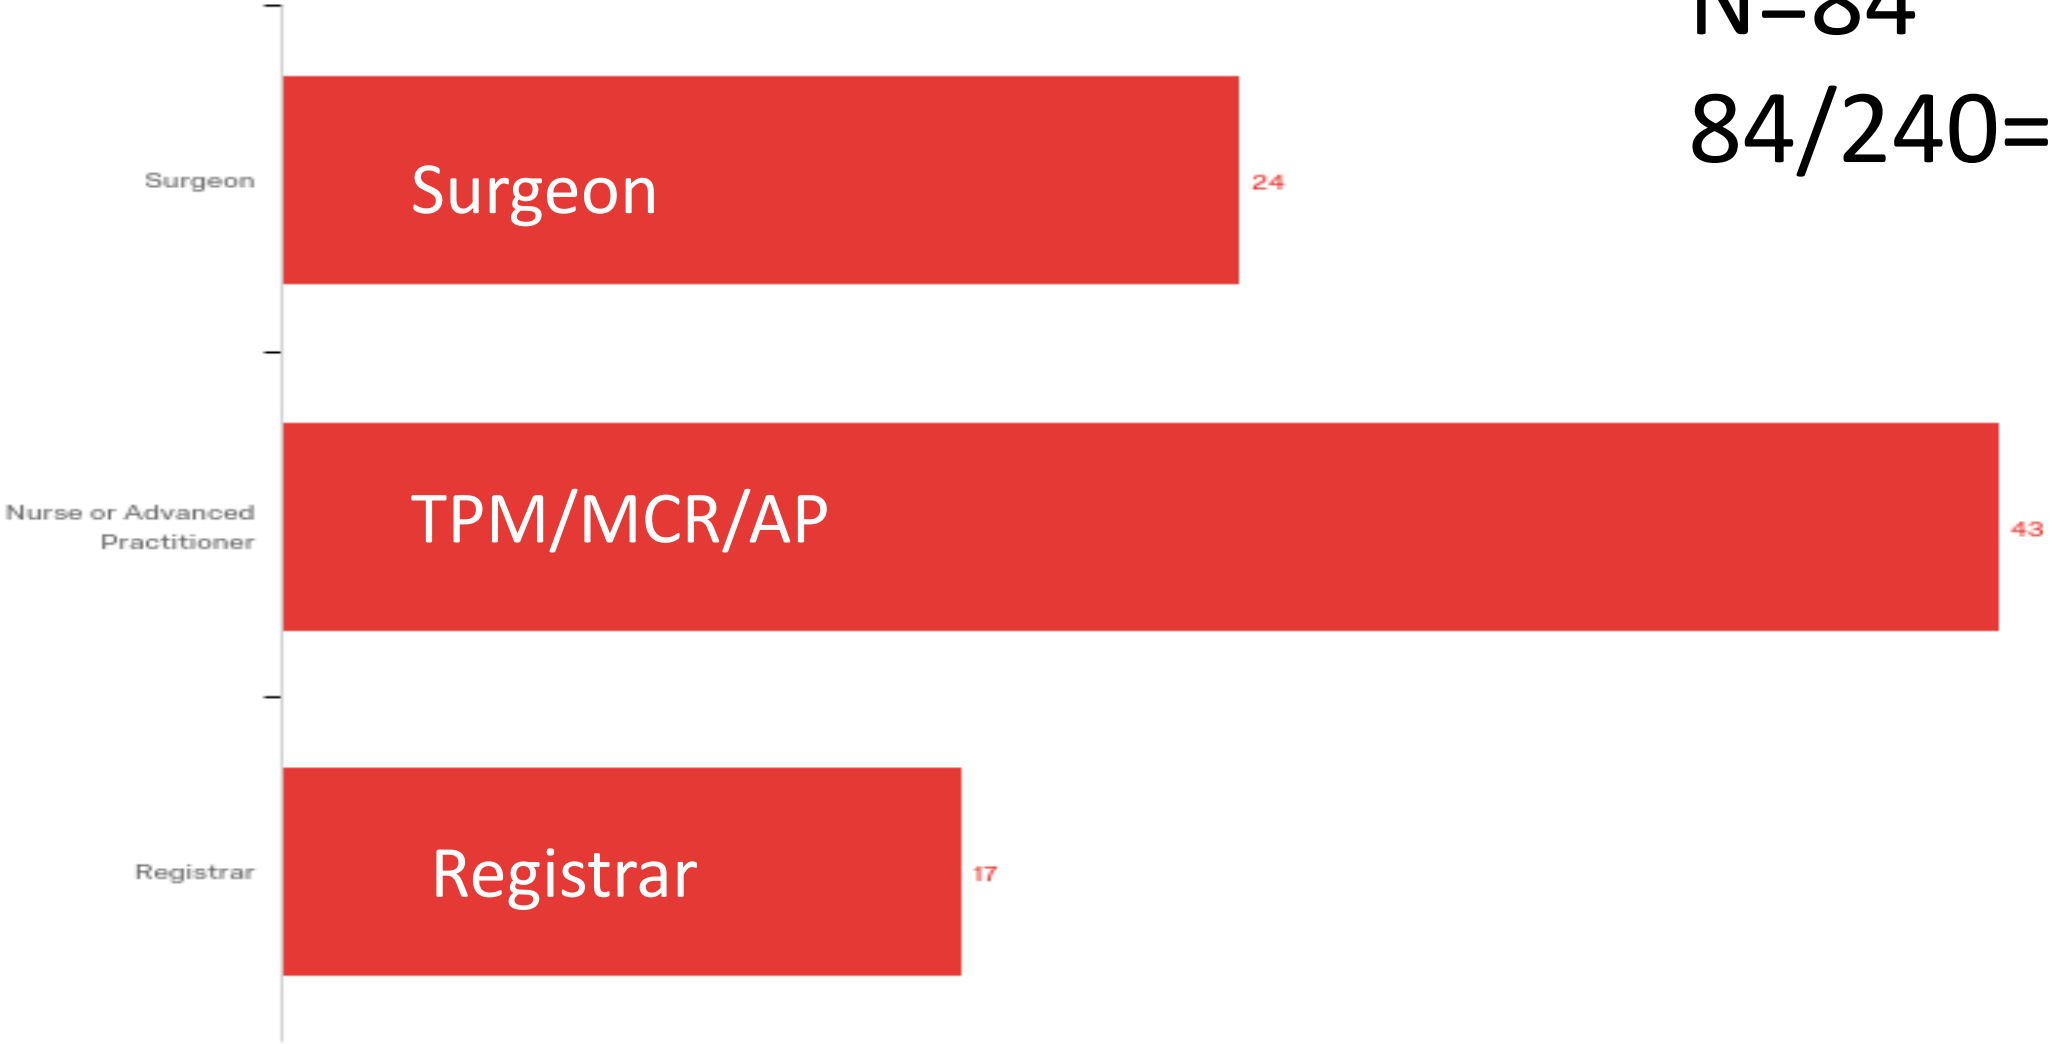 N=84
84/240=
Surgeon
Surgeon
24
Nurse or Advanced
Practitioner
TPM/MCR/AP
43
Registrar
Registrar
17